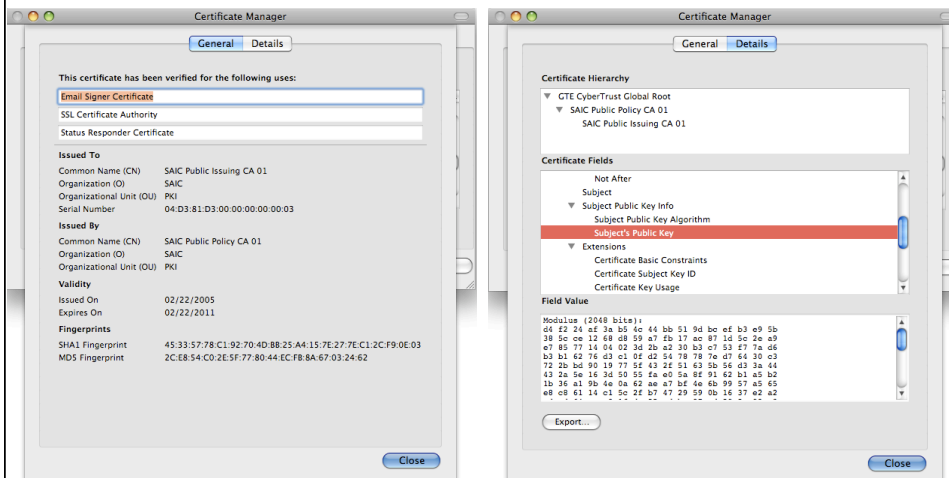 Certificate Manager
General Details
This certificate has been verified for the following uses:
Email Signer Certificate
SSL Certificate Authority
Status Responder Certificate
Issued To
Common Name (CN) SAIC Public Issuing CA 01
Organization (O) SAIC
Organizational Unit (OU) PKI
Serial Number 04:D3:81:D3:00:00:00:00:00:03
Issued By
Common Name (CN) SAIC Public Policy CA 01
Organization (O) SAIC
Organizational Unit (OU) PKI
Validity
Issued On 02/22/2005
Expires On 02/22/2011
Fingerprints
SHA1 Fingerprint 45:33:57:78:C1:92:70:4D:BB:25:A4:15:7E:27:7E:C1:2C:F9:0E:03
MD5 Fingerprint 2C:E8:54:C0:2E:5F:77:80:44:EC:FB:8A:67:03:24:62
Close
Certificate Manager
General Details
Certificate Hierarchy
GTE CyberTrust Global Root
SAIC Public Policy CA 01
SAIC Public Issuing CA 01
Certificate Fields
Not After
Subject
Subject Public Key Info
Subject Public Key Algorithm
Subject's Public Key
Extensions
Certificate Basic Constraints
Certificate Subject Key ID
Certificate Key Usage
Field Value
Modulus (2048 bits):
d4 f2 24 af 3a b5 4c 44 bb 51 9d bc ef b3 e9 5b
38 5c ce 12 68 d8 59 a7 fb 17 ac 87 1d 5c 2e a9
e7 85 77 14 04 02 3d 2b a2 30 b3 c7 53 f7 7a d6
b3 b1 62 76 d3 c1 0f d2 54 78 78 7e d7 64 30 c3
72 2b bd 90 19 77 5f 43 2f 51 63 5b 56 d3 3a 44
43 2a 5e 16 3d 50 55 fa e0 5a 8f 91 62 b1 a5 b2
1b 36 a1 9b 4e 0a 62 ae a7 bf 4e 6b 99 57 a5 65
e8 c8 61 14 c1 5c 2f b7 47 29 59 0b 16 37 e2 a2
Export...
Close